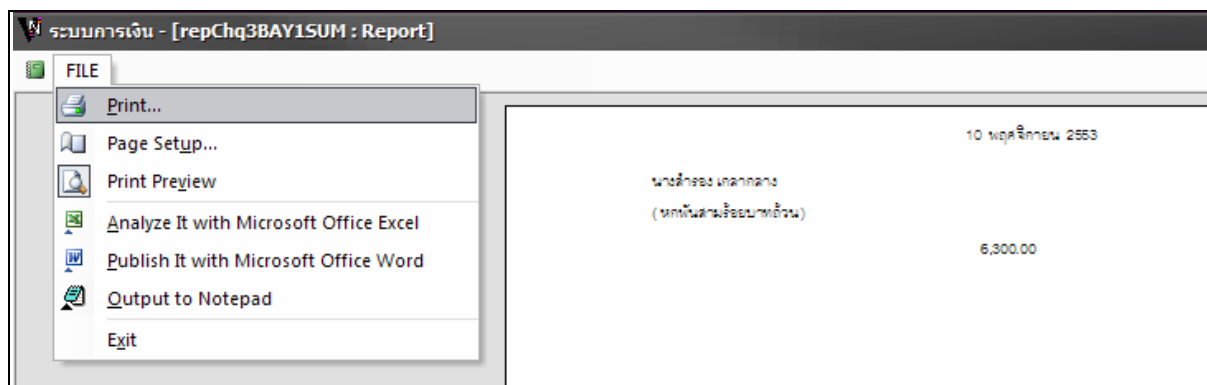 ระบบการเงิน - [repChq3BAY1SUM : Report]
FILE
Print...
Page Setup...
Print Preview
Analyze It with Microsoft Office Excel
Publish It with Microsoft Office Word
Output to Notepad
Exit
10 พฤศจิกายน 2553
นางสำรอง เกลากลาง
(หกพันสามร้อยบาทถ้วน)
6,300.00